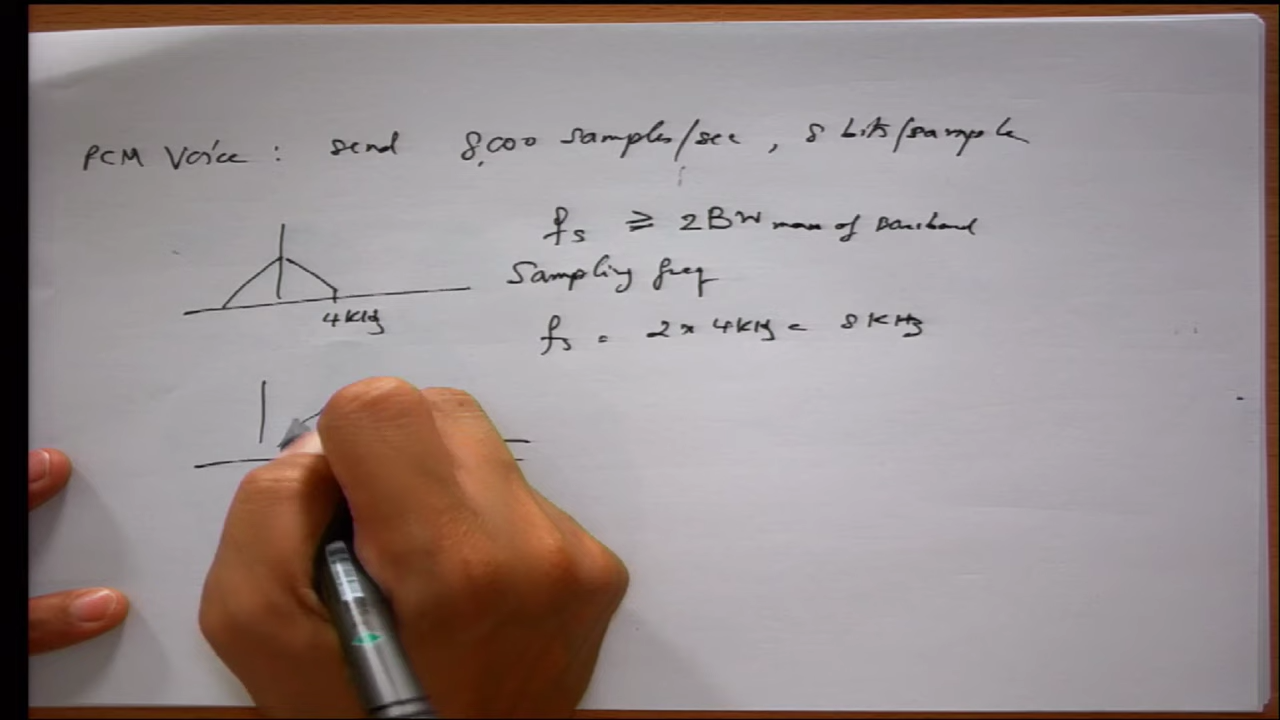 PCM Voice : send 8,000 samples/sec , 8 bits/sample
fs ≥ 2BW max of Baseband
Sampling freq
4KHz
fs = 2 × 4KHz = 8KHz